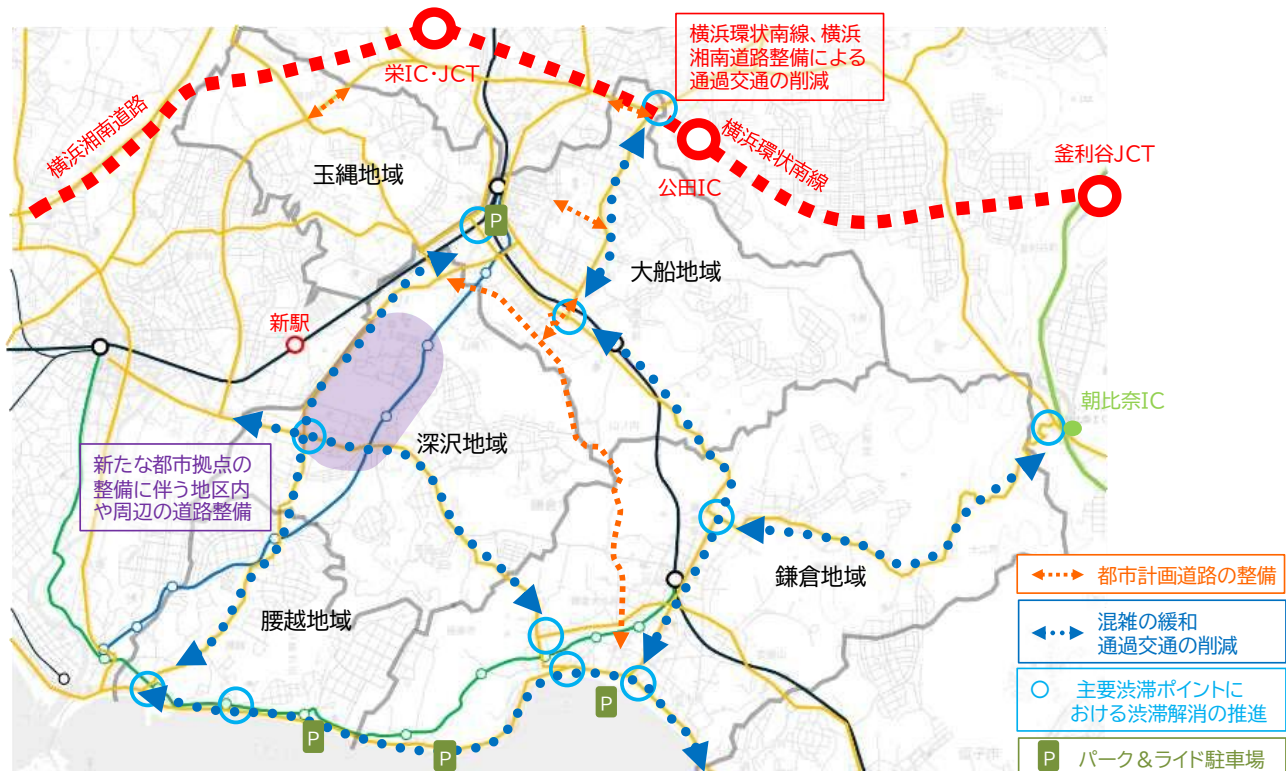 横浜環状南線、横浜
湘南道路整備による
通過交通の削減
栄IC・JCT
横浜湘南道路
横浜環状南線
釜利谷JCT
公田IC
玉縄地域
P
大船地域
新駅
朝比奈IC
深沢地域
新たな都市拠点の
整備に伴う地区内
や周辺の道路整備
鎌倉地域
腰越地域
P
P
P
都市計画道路の整備
混雑の緩和
通過交通の削減
主要渋滞ポイントに
おける渋滞解消の推進
P パーク&ライド駐車場